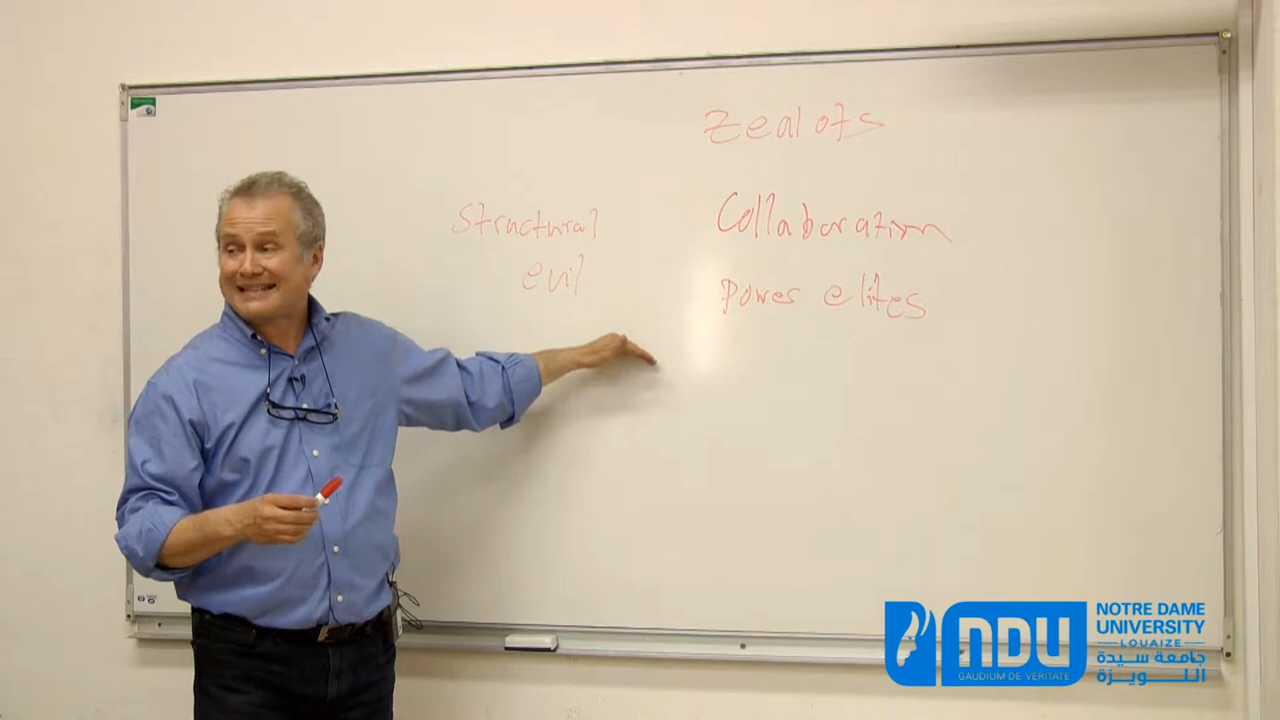 Zealots
Structural
evil
Collaboration
Power elites
NDU
GAUDIUM DE VERITATE
NOTRE DAME
UNIVERSITY
LOUAIZE
جامعة سيدة
اللويزة